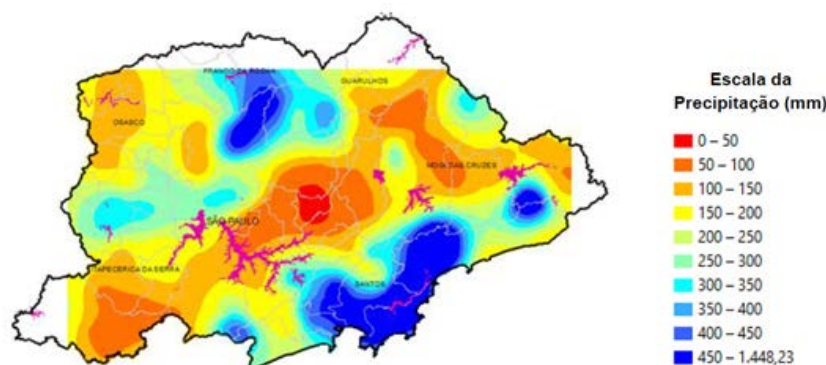 FRANCO DA ROCHA
GUARULHOS
OSASCO
MOGI DAS CRUZES
SÃO PAULO
ITAPECERICA DA SERRA
SANTOS
Escala da
Precipitação (mm)
0 – 50
50 – 100
100 – 150
150 – 200
200 – 250
250 – 300
300 – 350
350 – 400
400 – 450
450 – 1.448,23